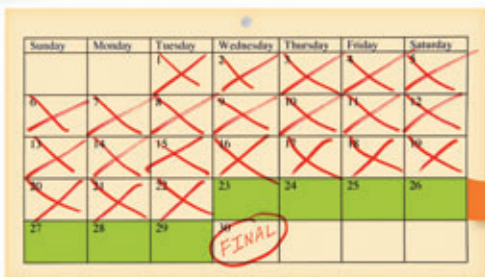 Sunday Monday Tuesday Wednesday Thursday Friday Saturday
1 2 3 4 5
6 7 8 9 10 11 12
13 14 15 16 17 18 19
20 21 22 23 24 25 26
27 28 29 30
FINAL